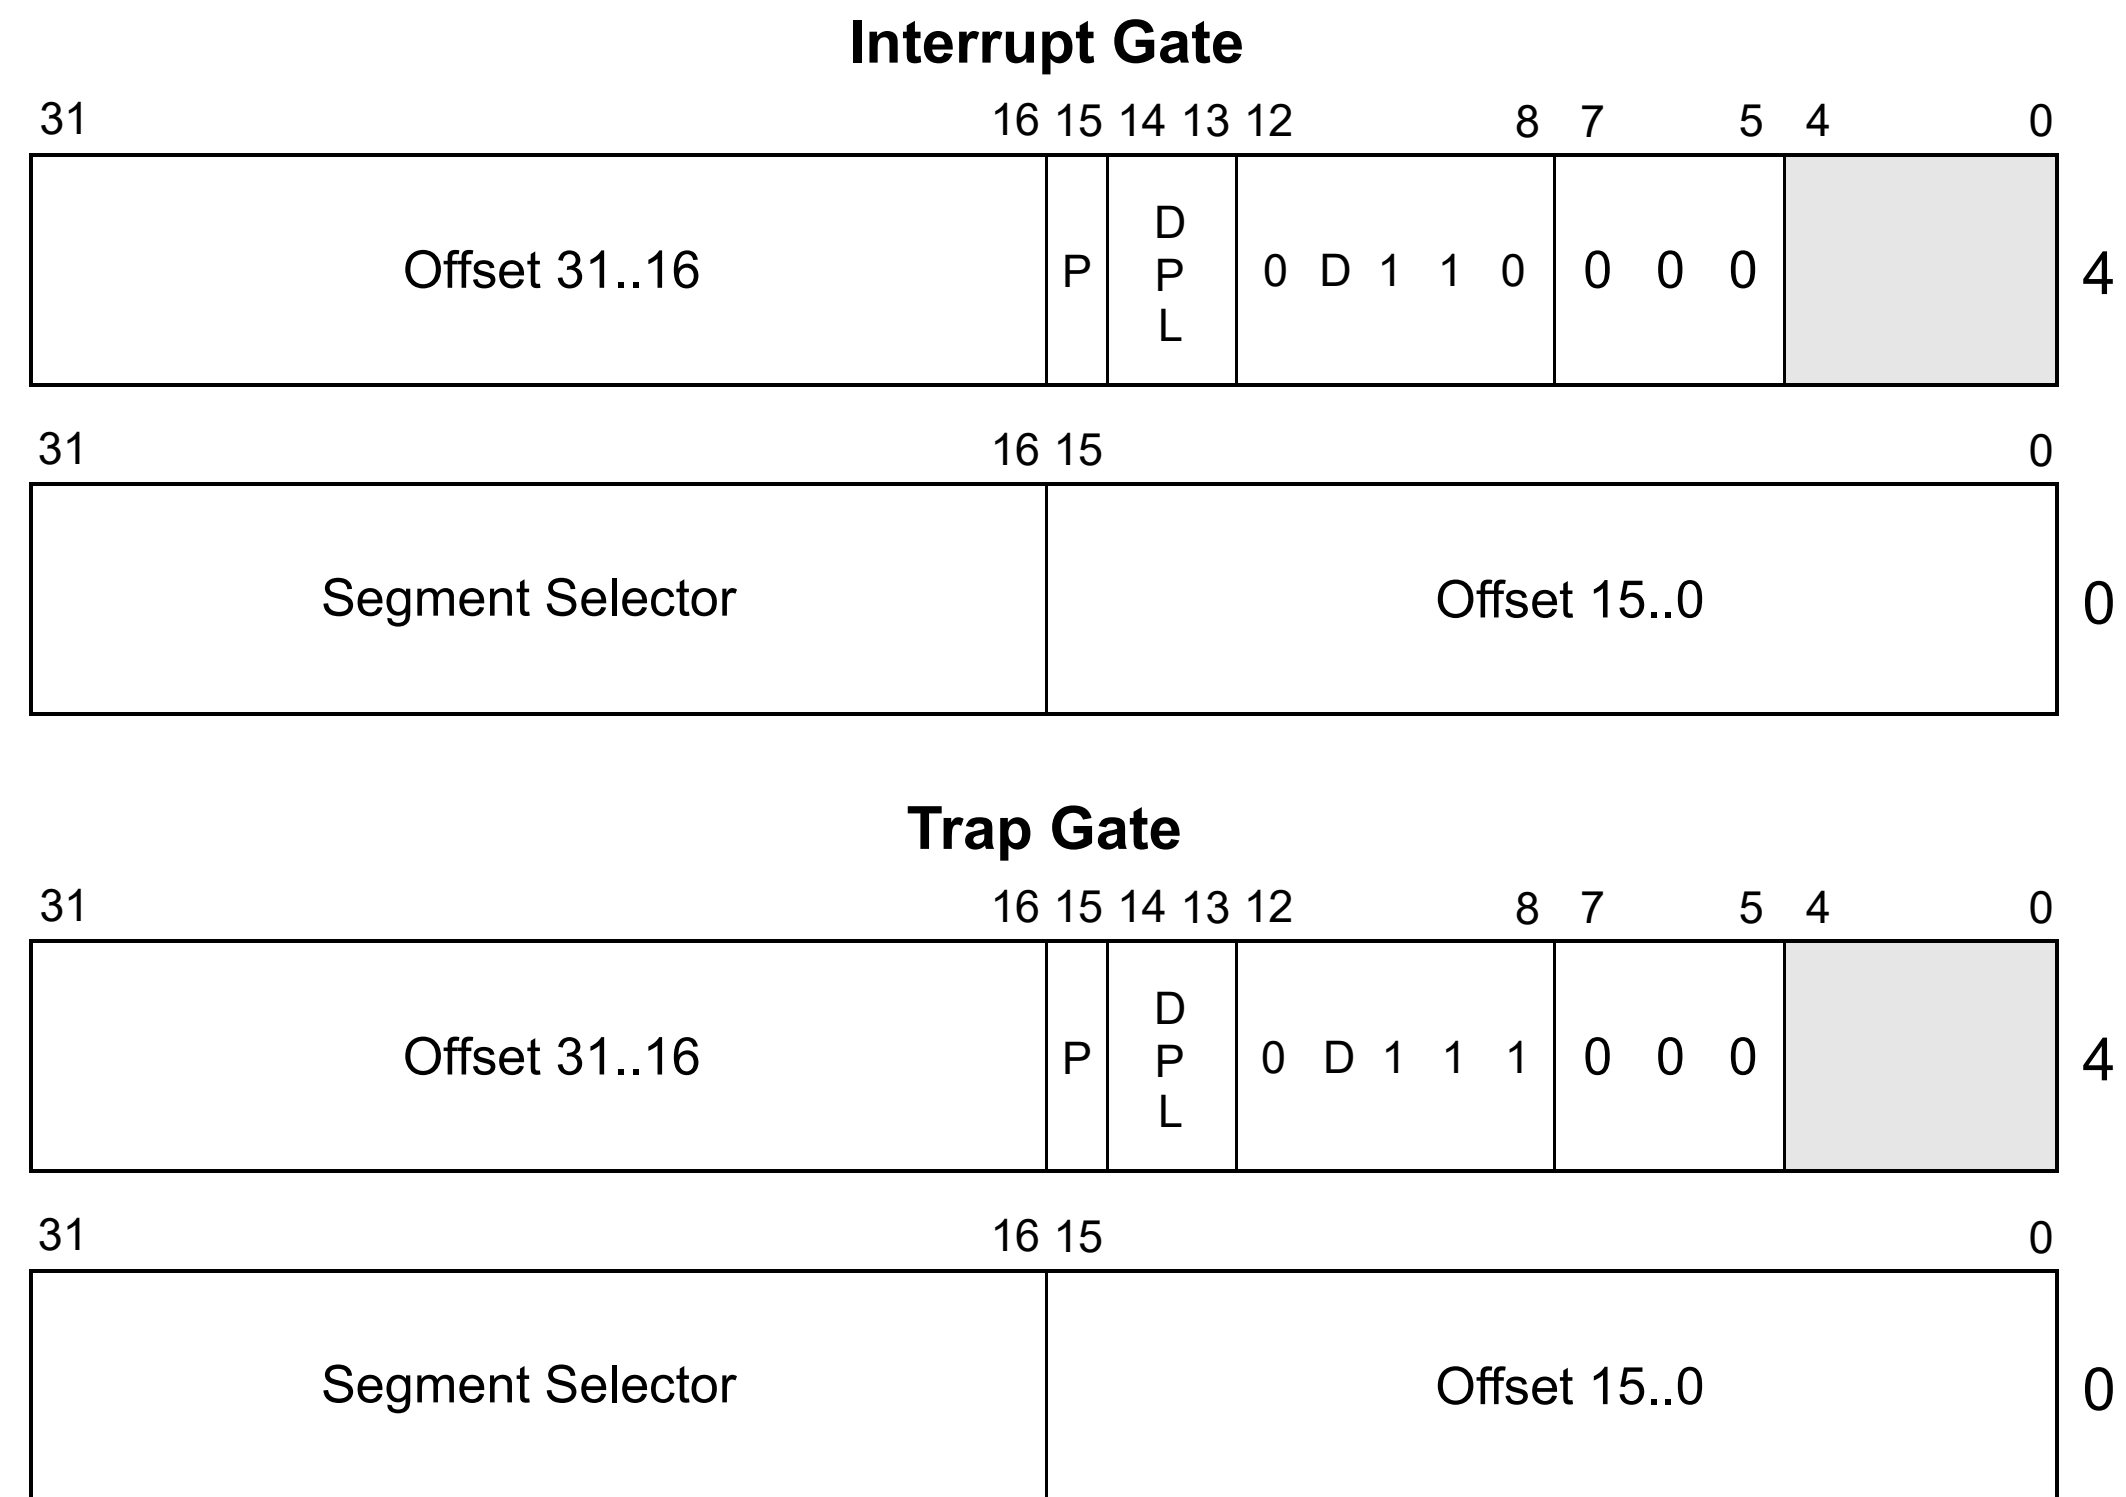 Interrupt Gate
31 16 15 14 13 12 8 7 5 4 0
Offset 31..16 P DPL 0 D 1 1 0 0 0 0 4
31 16 15 0
Segment Selector Offset 15..0 0
Trap Gate
31 16 15 14 13 12 8 7 5 4 0
Offset 31..16 P DPL 0 D 1 1 1 0 0 0 4
31 16 15 0
Segment Selector Offset 15..0 0